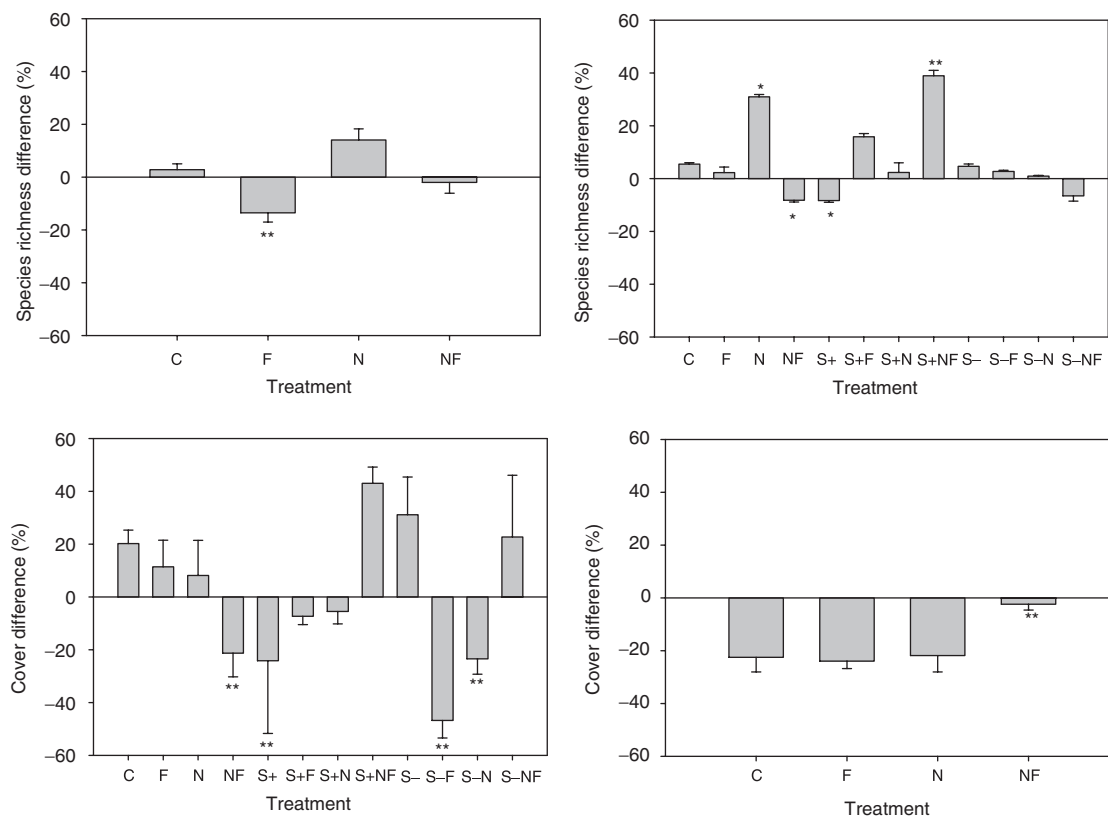 Species richness difference (%)
60
40
20
0
−20
−40
−60
**
C F N NF
Treatment
Species richness difference (%)
60
40
20
0
−20
−40
−60
* * * **
C F N NF S+ S+F S+N S+NF S− S−F S−N S−NF
Treatment
Cover difference (%)
60
40
20
0
−20
−40
−60
** ** ** **
C F N NF S+ S+F S+N S+NF S− S−F S−N S−NF
Treatment
Cover difference (%)
60
40
20
0
−20
−40
−60
**
C F N NF
Treatment